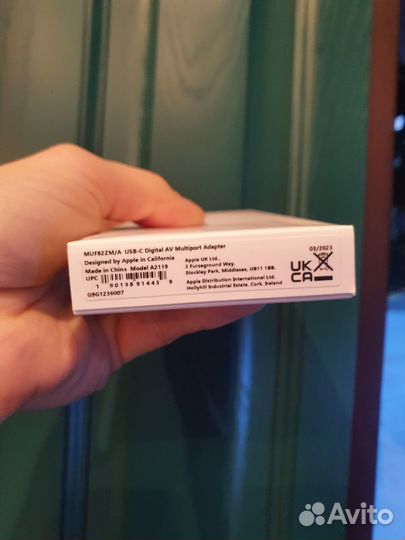 MUF82ZM/A USB-C Digital AV Multiport Adapter
Designed by Apple in California
Made in China Model A2119
UPC
1 90198 91443 9
G9G1236007
Apple UK Ltd.,
2 Furzeground Way,
Stockley Park, Middlesex, UB11 1BB.
Apple Distribution International Ltd.
Hollyhill Industrial Estate, Cork, Ireland
03/2023
UK
CA
Avito